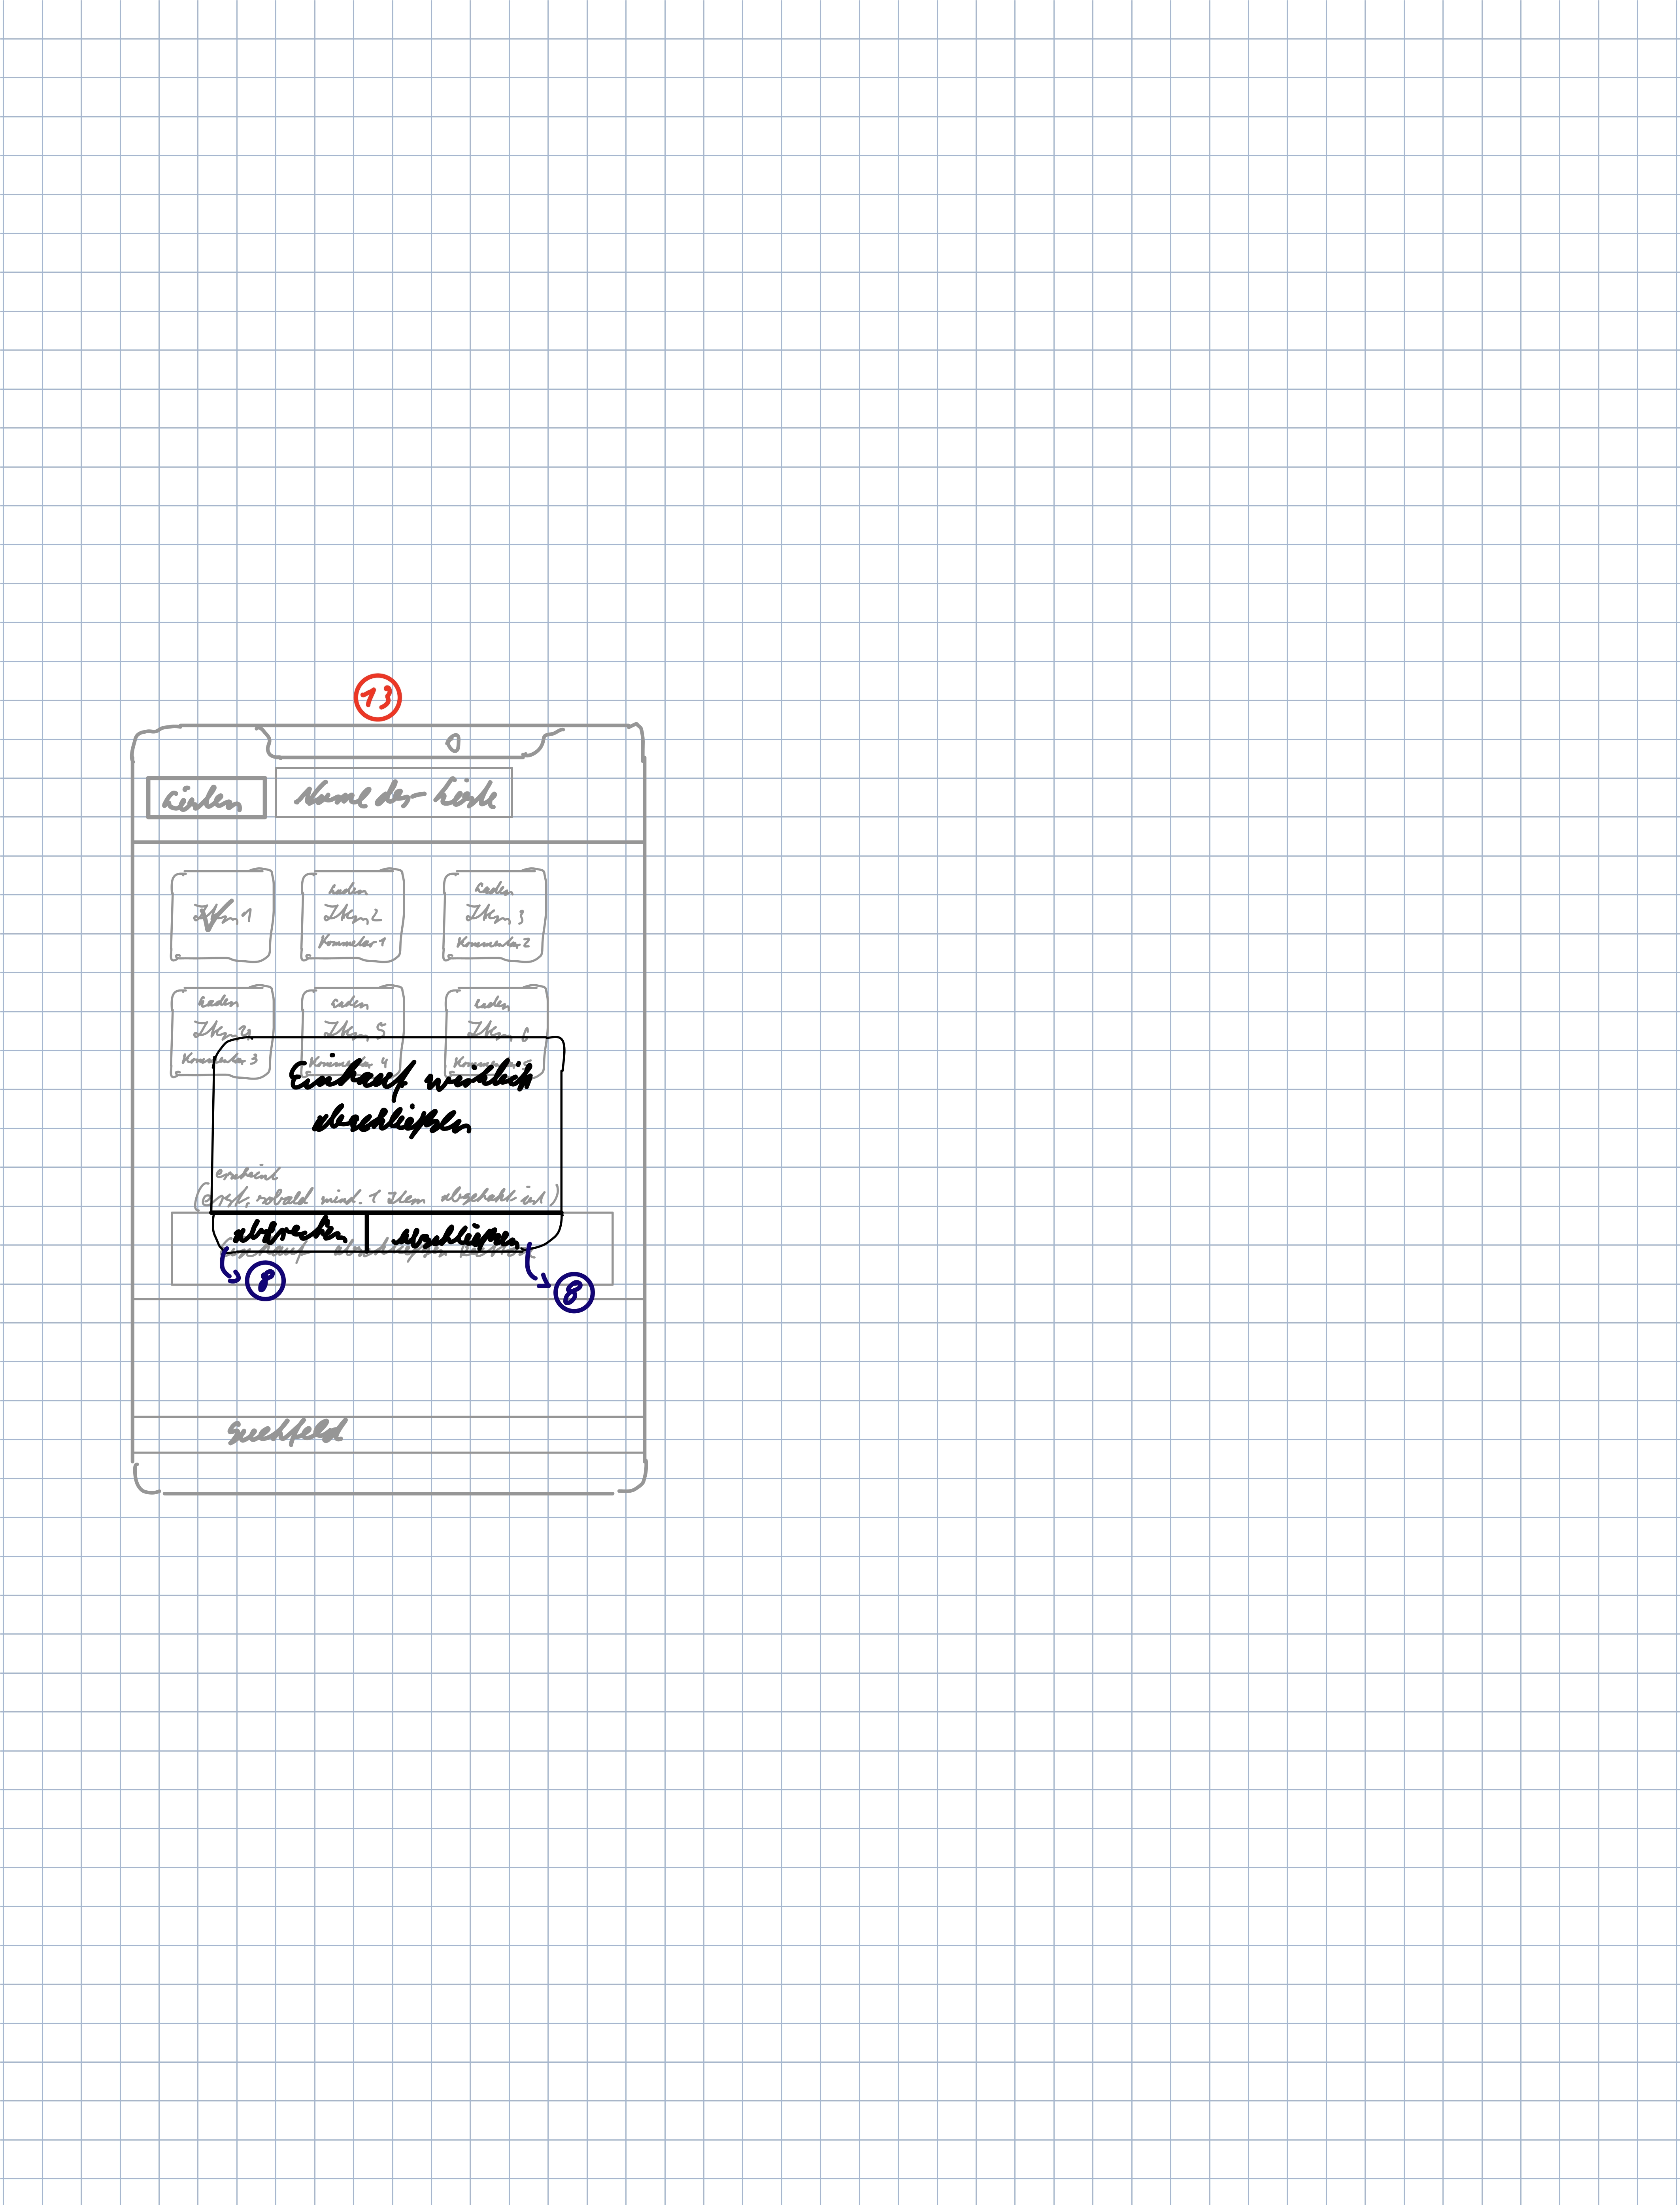 13
Listen
Name der Liste
Item 1
Laden
Item 2
Kommetar 1
Laden
Item 3
Kommentar 2
Laden
Item 4
Kommentar 3
Laden
Item 5
Kommentar 4
Laden
Item 6
Kommentar
Einkauf wirklich
abschließen
erscheint
(erst, sobald mind. 1 Item abgehakt ist)
abbrechen
abschließen
Einkauf abschließen Button
8
8
Suchfeld